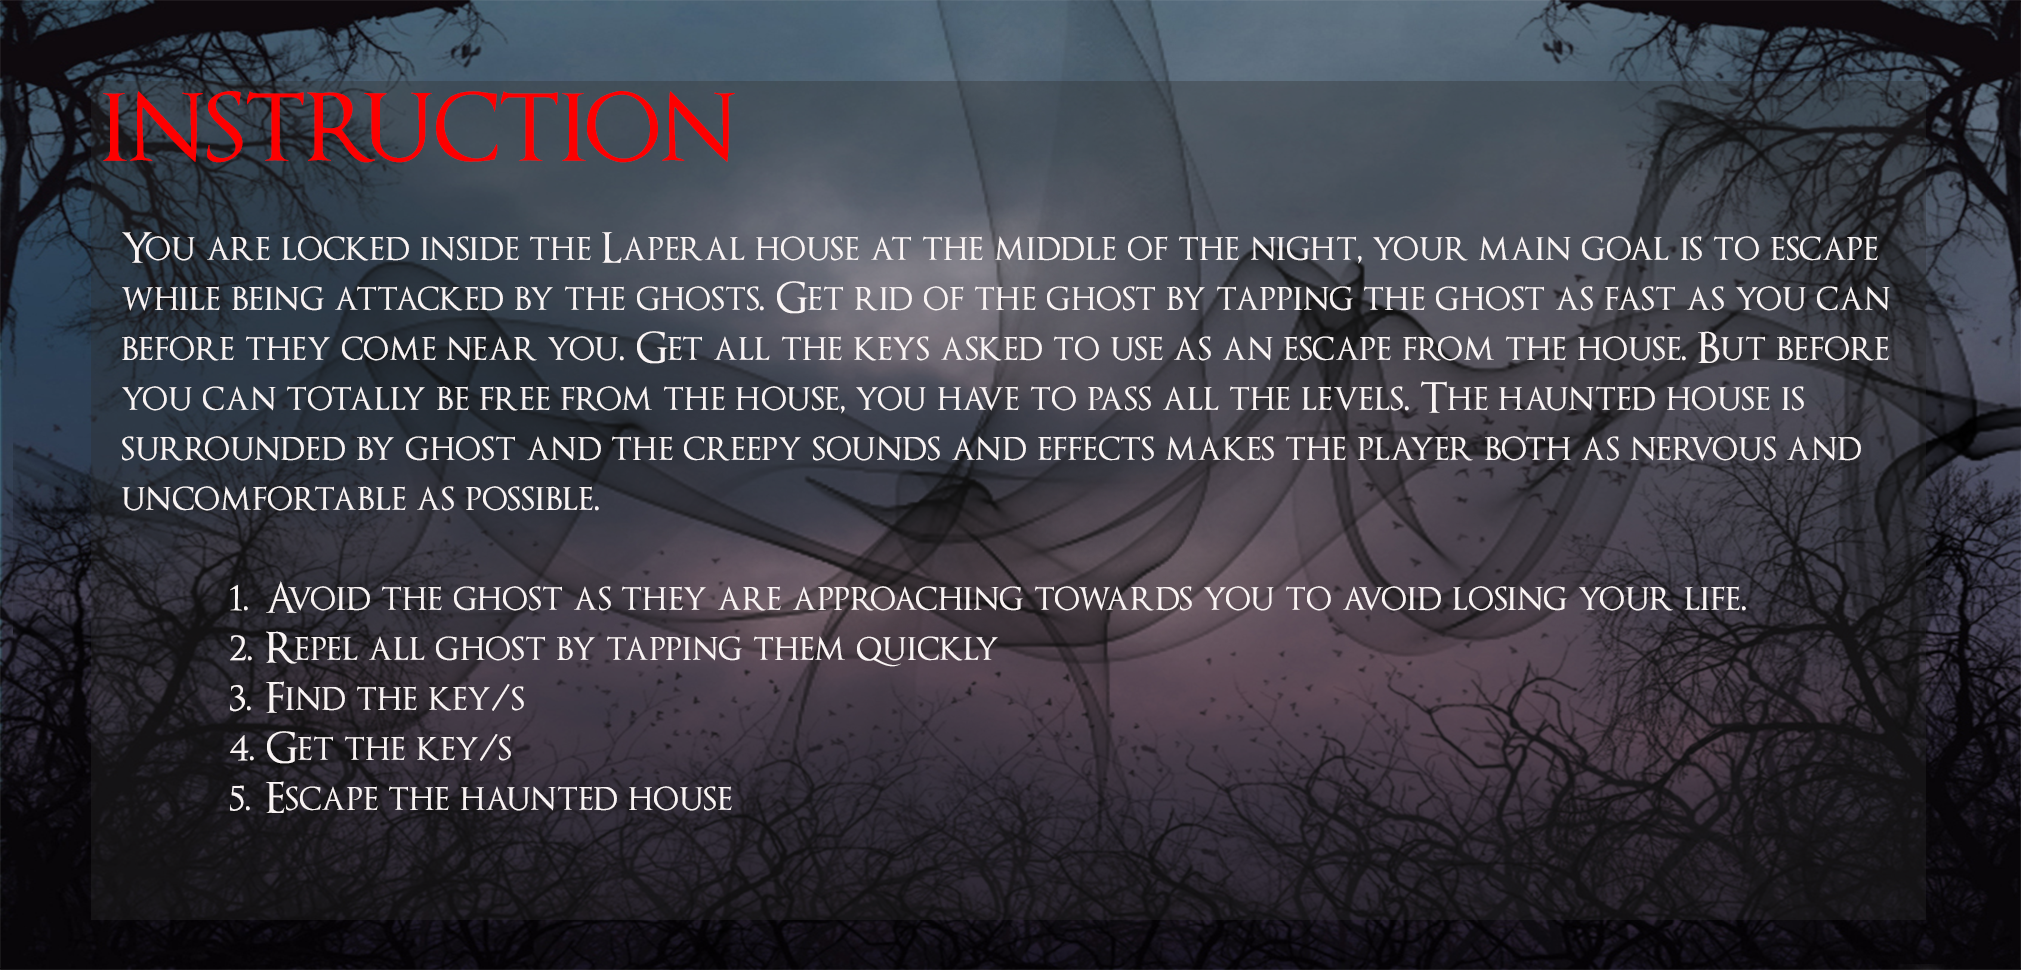 INSTRUCTION
You are locked inside the Laperal house at the middle of the night, your main goal is to escape
while being attacked by the ghosts. Get rid of the ghost by tapping the ghost as fast as you can
before they come near you. Get all the keys asked to use as an escape from the house. But before
you can totally be free from the house, you have to pass all the levels. The haunted house is
surrounded by ghost and the creepy sounds and effects makes the player both as nervous and
uncomfortable as possible.
1. Avoid the ghost as they are approaching towards you to avoid losing your life.
2. Repel all ghost by tapping them quickly
3. Find the key/s
4. Get the key/s
5. Escape the haunted house